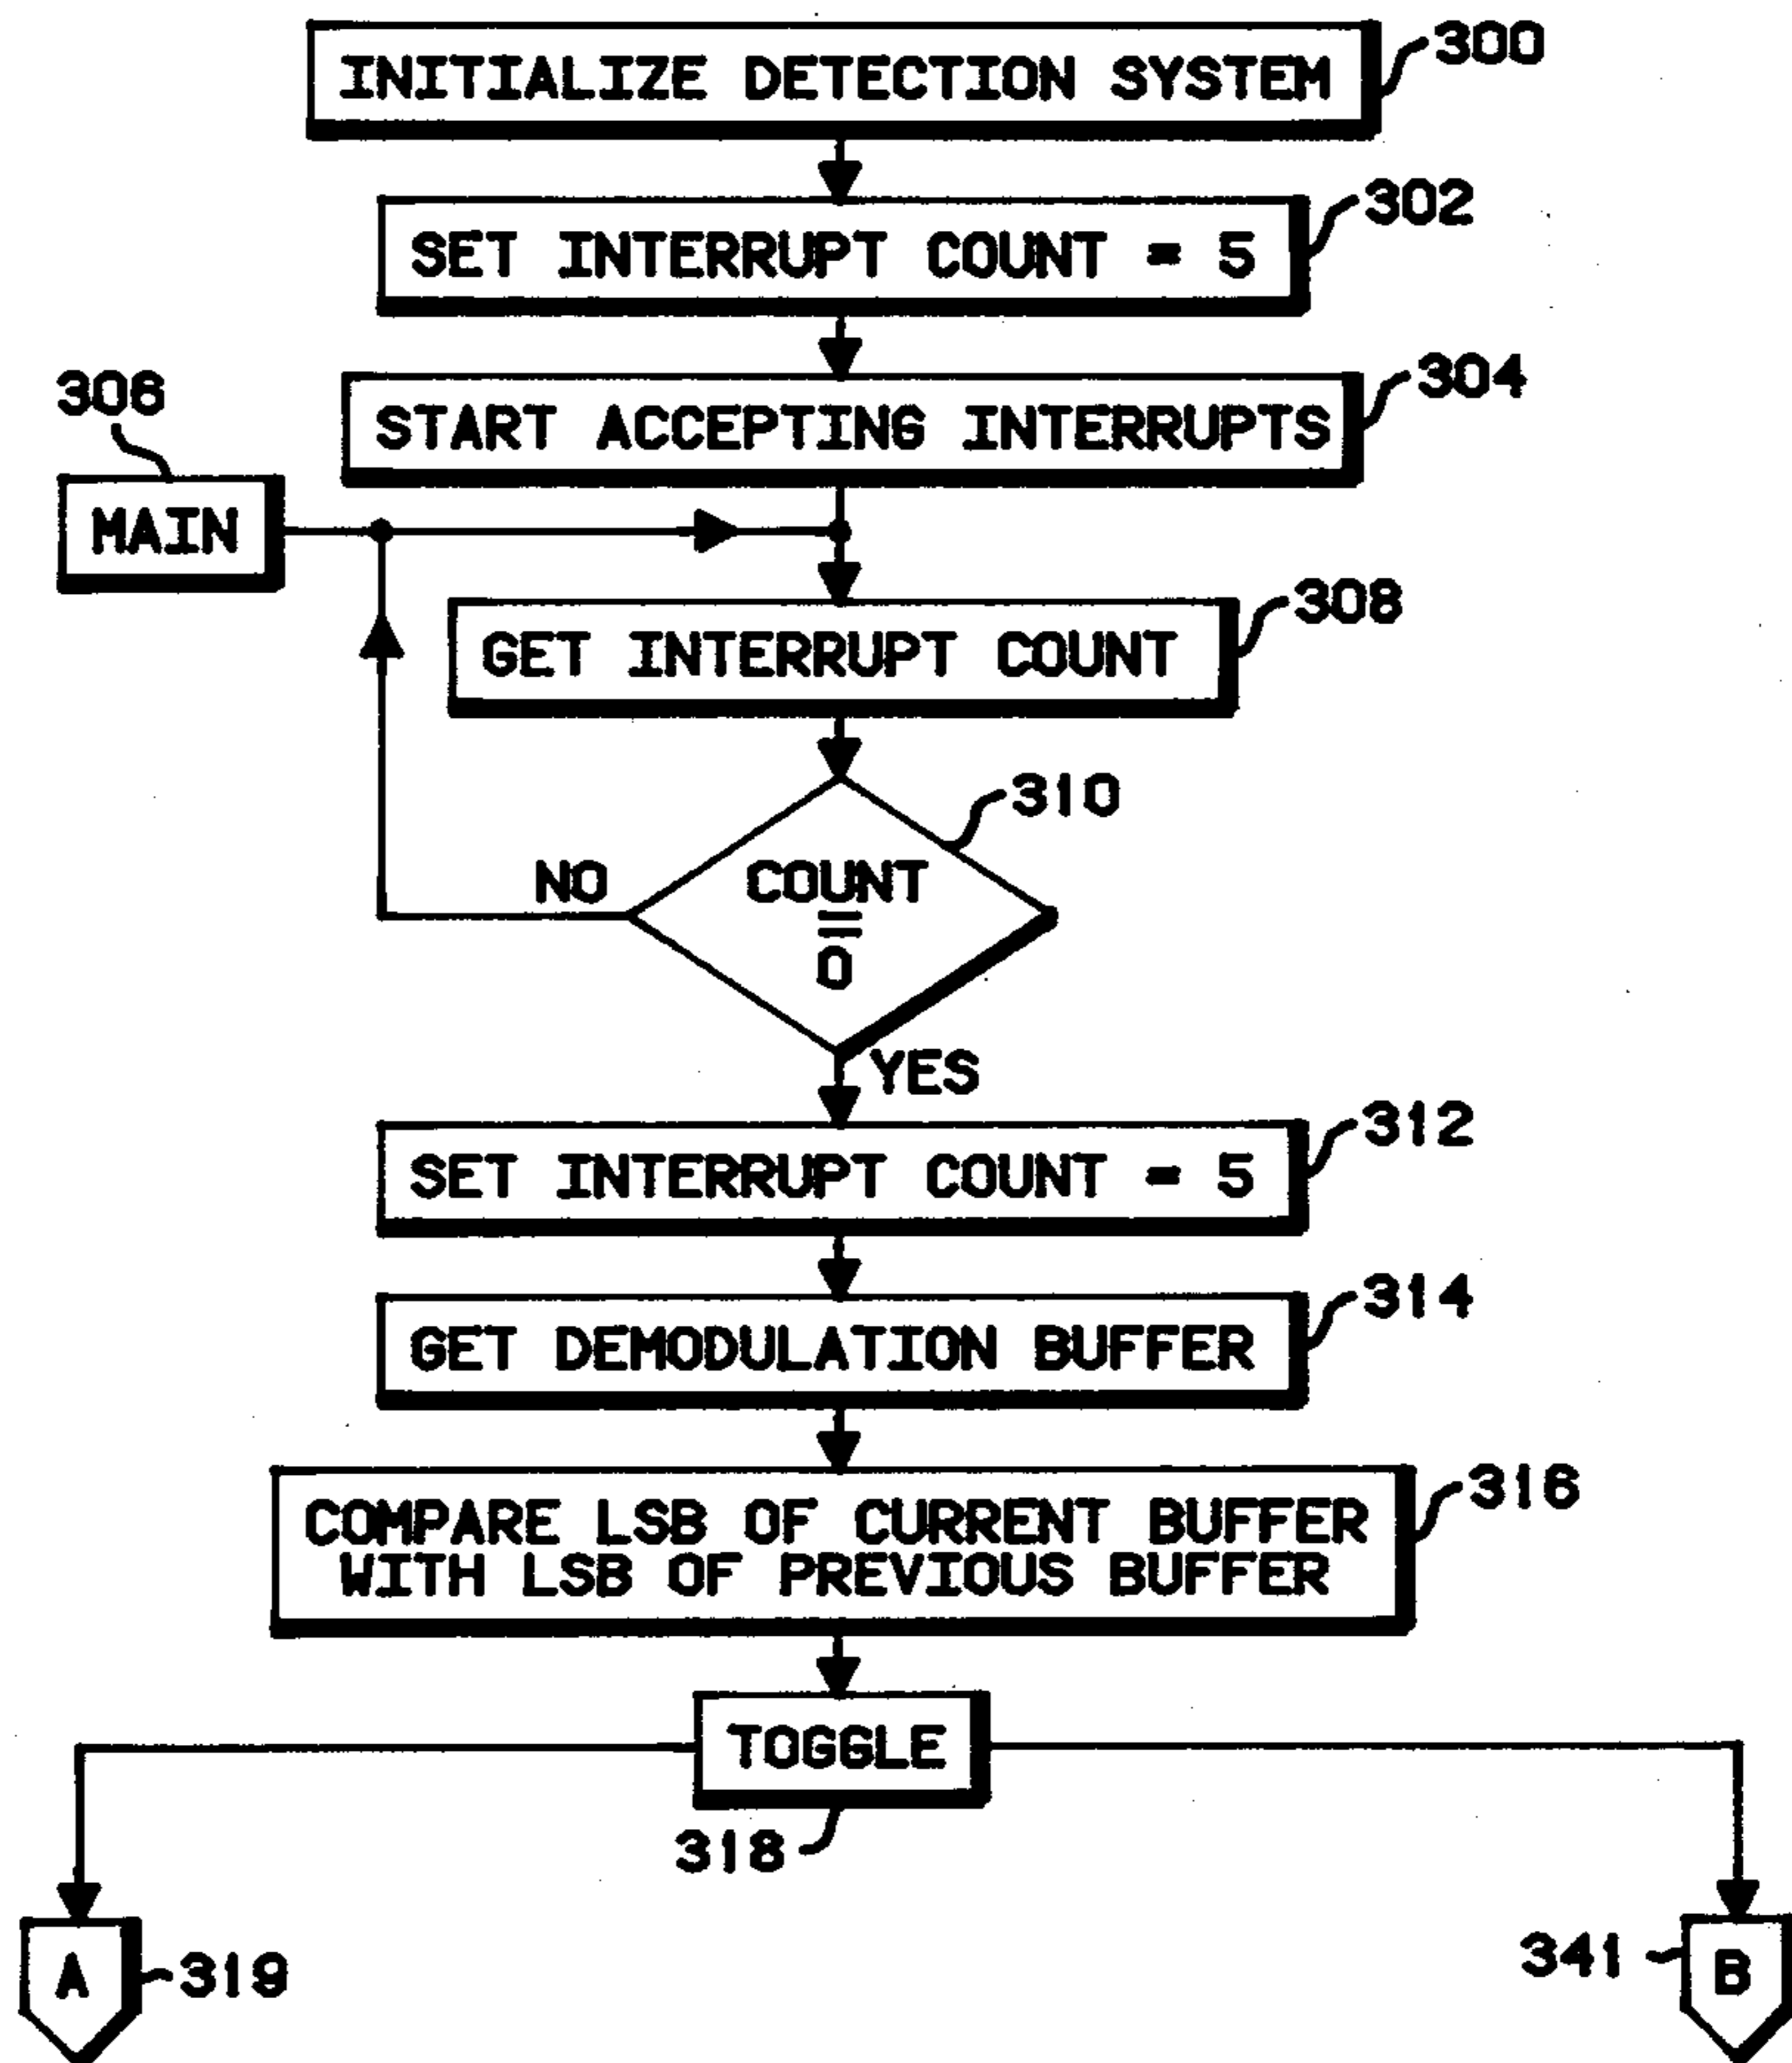 INITIALIZE DETECTION SYSTEM
300
SET INTERRUPT COUNT = 5
302
START ACCEPTING INTERRUPTS
304
306
MAIN
GET INTERRUPT COUNT
308
310
COUNT
=
0
NO
YES
SET INTERRUPT COUNT = 5
312
GET DEMODULATION BUFFER
314
COMPARE LSB OF CURRENT BUFFER
WITH LSB OF PREVIOUS BUFFER
316
TOGGLE
318
A
319
341
B